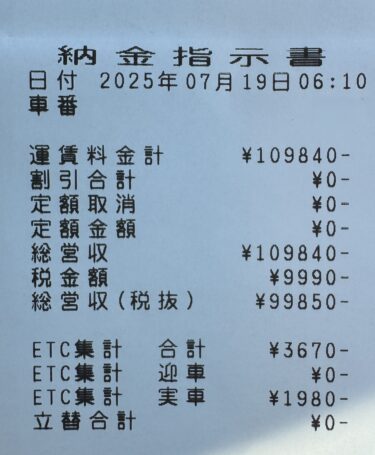 納金指示書
日付 2025年07月19日06:10
車番
運賃料金計 ¥109840-
割引合計 ¥0-
定額取消 ¥0-
定額金額 ¥0-
総営収 ¥109840-
税金額 ¥9990-
総営収(税抜) ¥99850-
ETC集計 合計 ¥3670-
ETC集計 迎車 ¥0-
ETC集計 実車 ¥1980-
立替合計 ¥0-